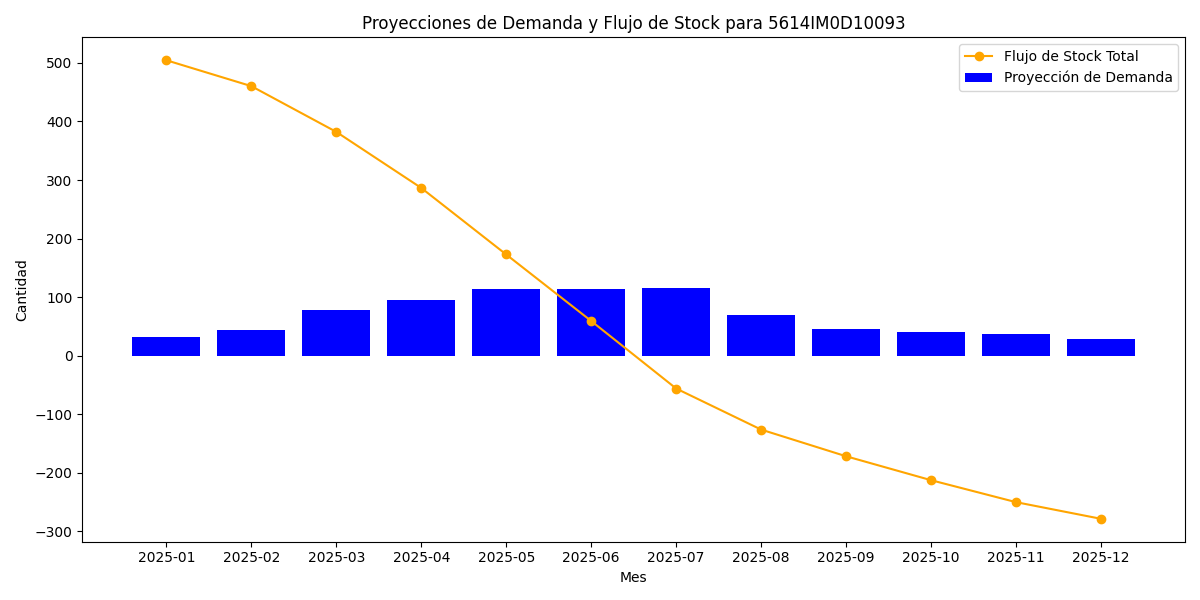 Proyecciones de Demanda y Flujo de Stock para 5614IM0D10093
Flujo de Stock Total
Proyección de Demanda
Cantidad
500
400
300
200
100
0
−100
−200
−300
2025-01 2025-02 2025-03 2025-04 2025-05 2025-06 2025-07 2025-08 2025-09 2025-10 2025-11 2025-12
Mes